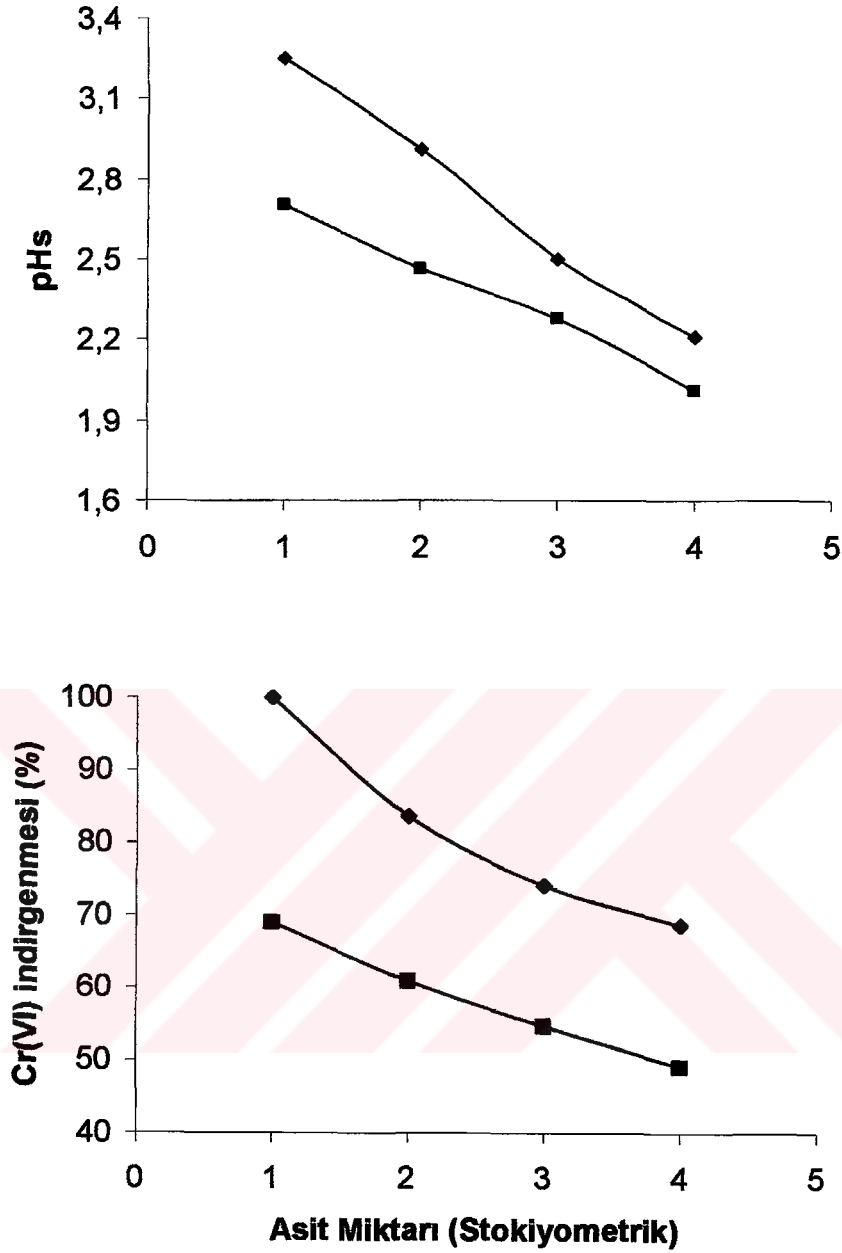 3,4
3,1
2,8
2,5
2,2
1,9
1,6
pHs
0 1 2 3 4 5
100
90
80
70
60
50
40
Cr(VI) indirgenmesi (%)
0 1 2 3 4 5
Asit Miktarı (Stokiyometrik)